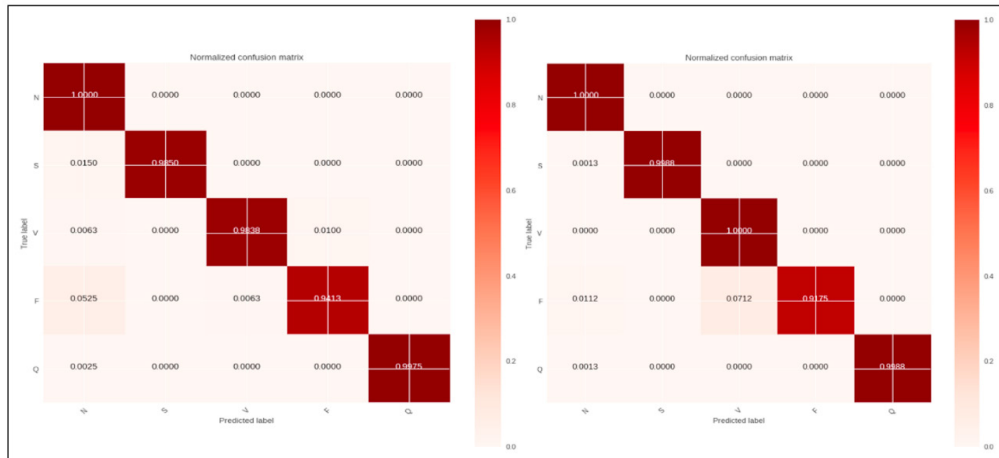 Normalized confusion matrix
True label
N 1.0000 0.0000 0.0000 0.0000 0.0000
S 0.0150 0.9850 0.0000 0.0000 0.0000
V 0.0063 0.0000 0.9838 0.0100 0.0000
F 0.0525 0.0000 0.0063 0.9413 0.0000
Q 0.0025 0.0000 0.0000 0.0000 0.9975
N S V F Q
Predicted label
1.0
0.8
0.6
0.4
0.2
0.0
Normalized confusion matrix
True label
N 1.0000 0.0000 0.0000 0.0000 0.0000
S 0.0013 0.9988 0.0000 0.0000 0.0000
V 0.0000 0.0000 1.0000 0.0000 0.0000
F 0.0112 0.0000 0.0712 0.9175 0.0000
Q 0.0013 0.0000 0.0000 0.0000 0.9988
N S V F Q
Predicted label
1.0
0.8
0.6
0.4
0.2
0.0